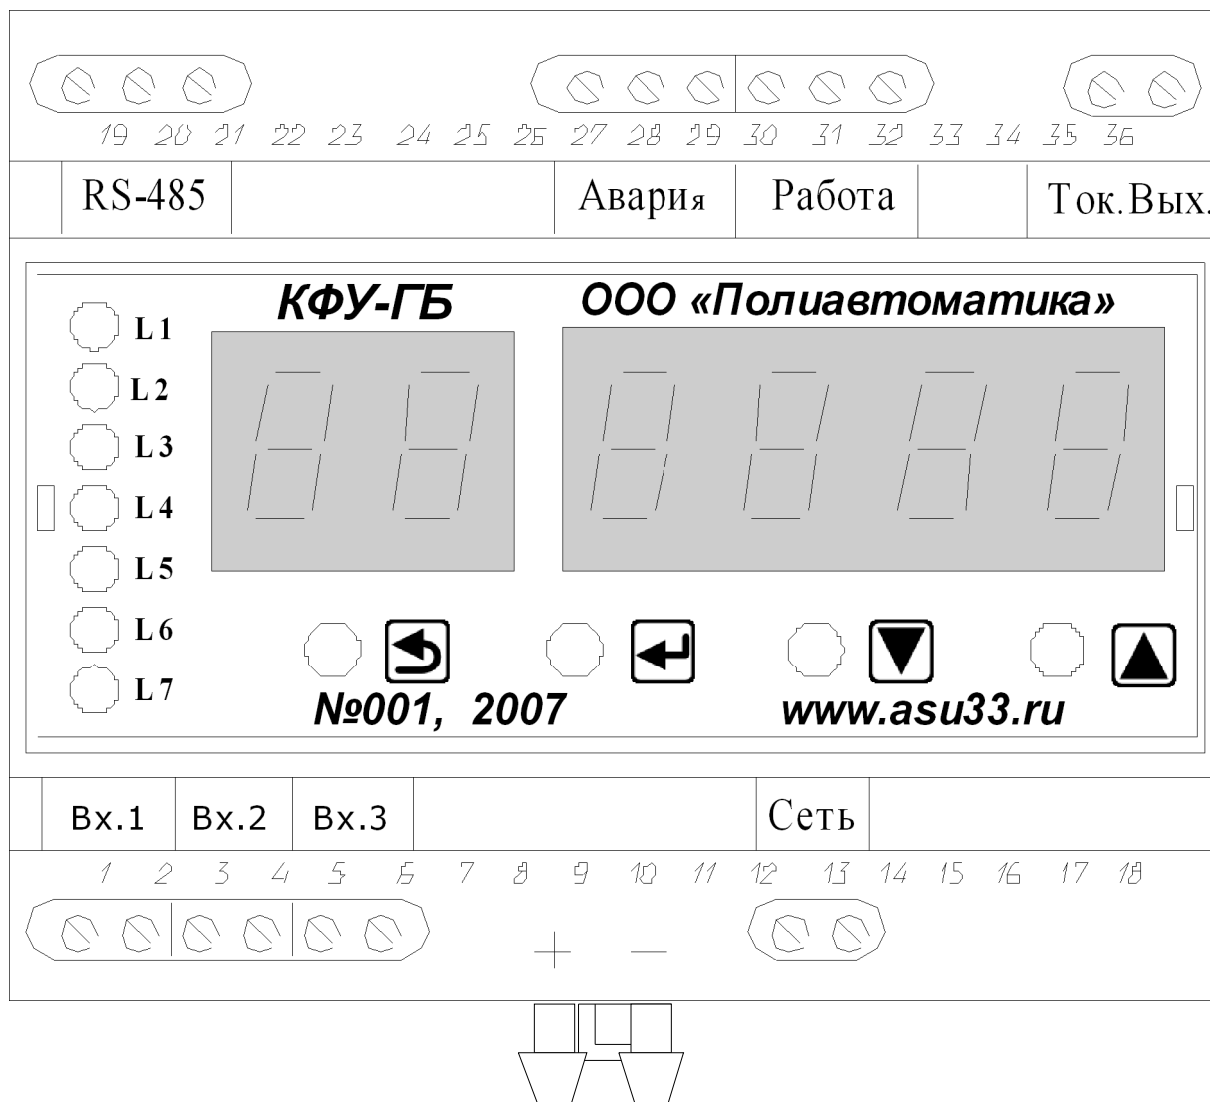 19 20 21 22 23 24 25 26 27 28 29 30 31 32 33 34 35 36
RS-485 Авария Работа Ток.Вых.
КФУ-ГБ ООО «Полиавтоматика»
L1
L2
L3
L4
L5
L6
L7
№001, 2007 www.asu33.ru
Вх.1 Вх.2 Вх.3 Сеть
1 2 3 4 5 6 7 8 9 10 11 12 13 14 15 16 17 18
+ −